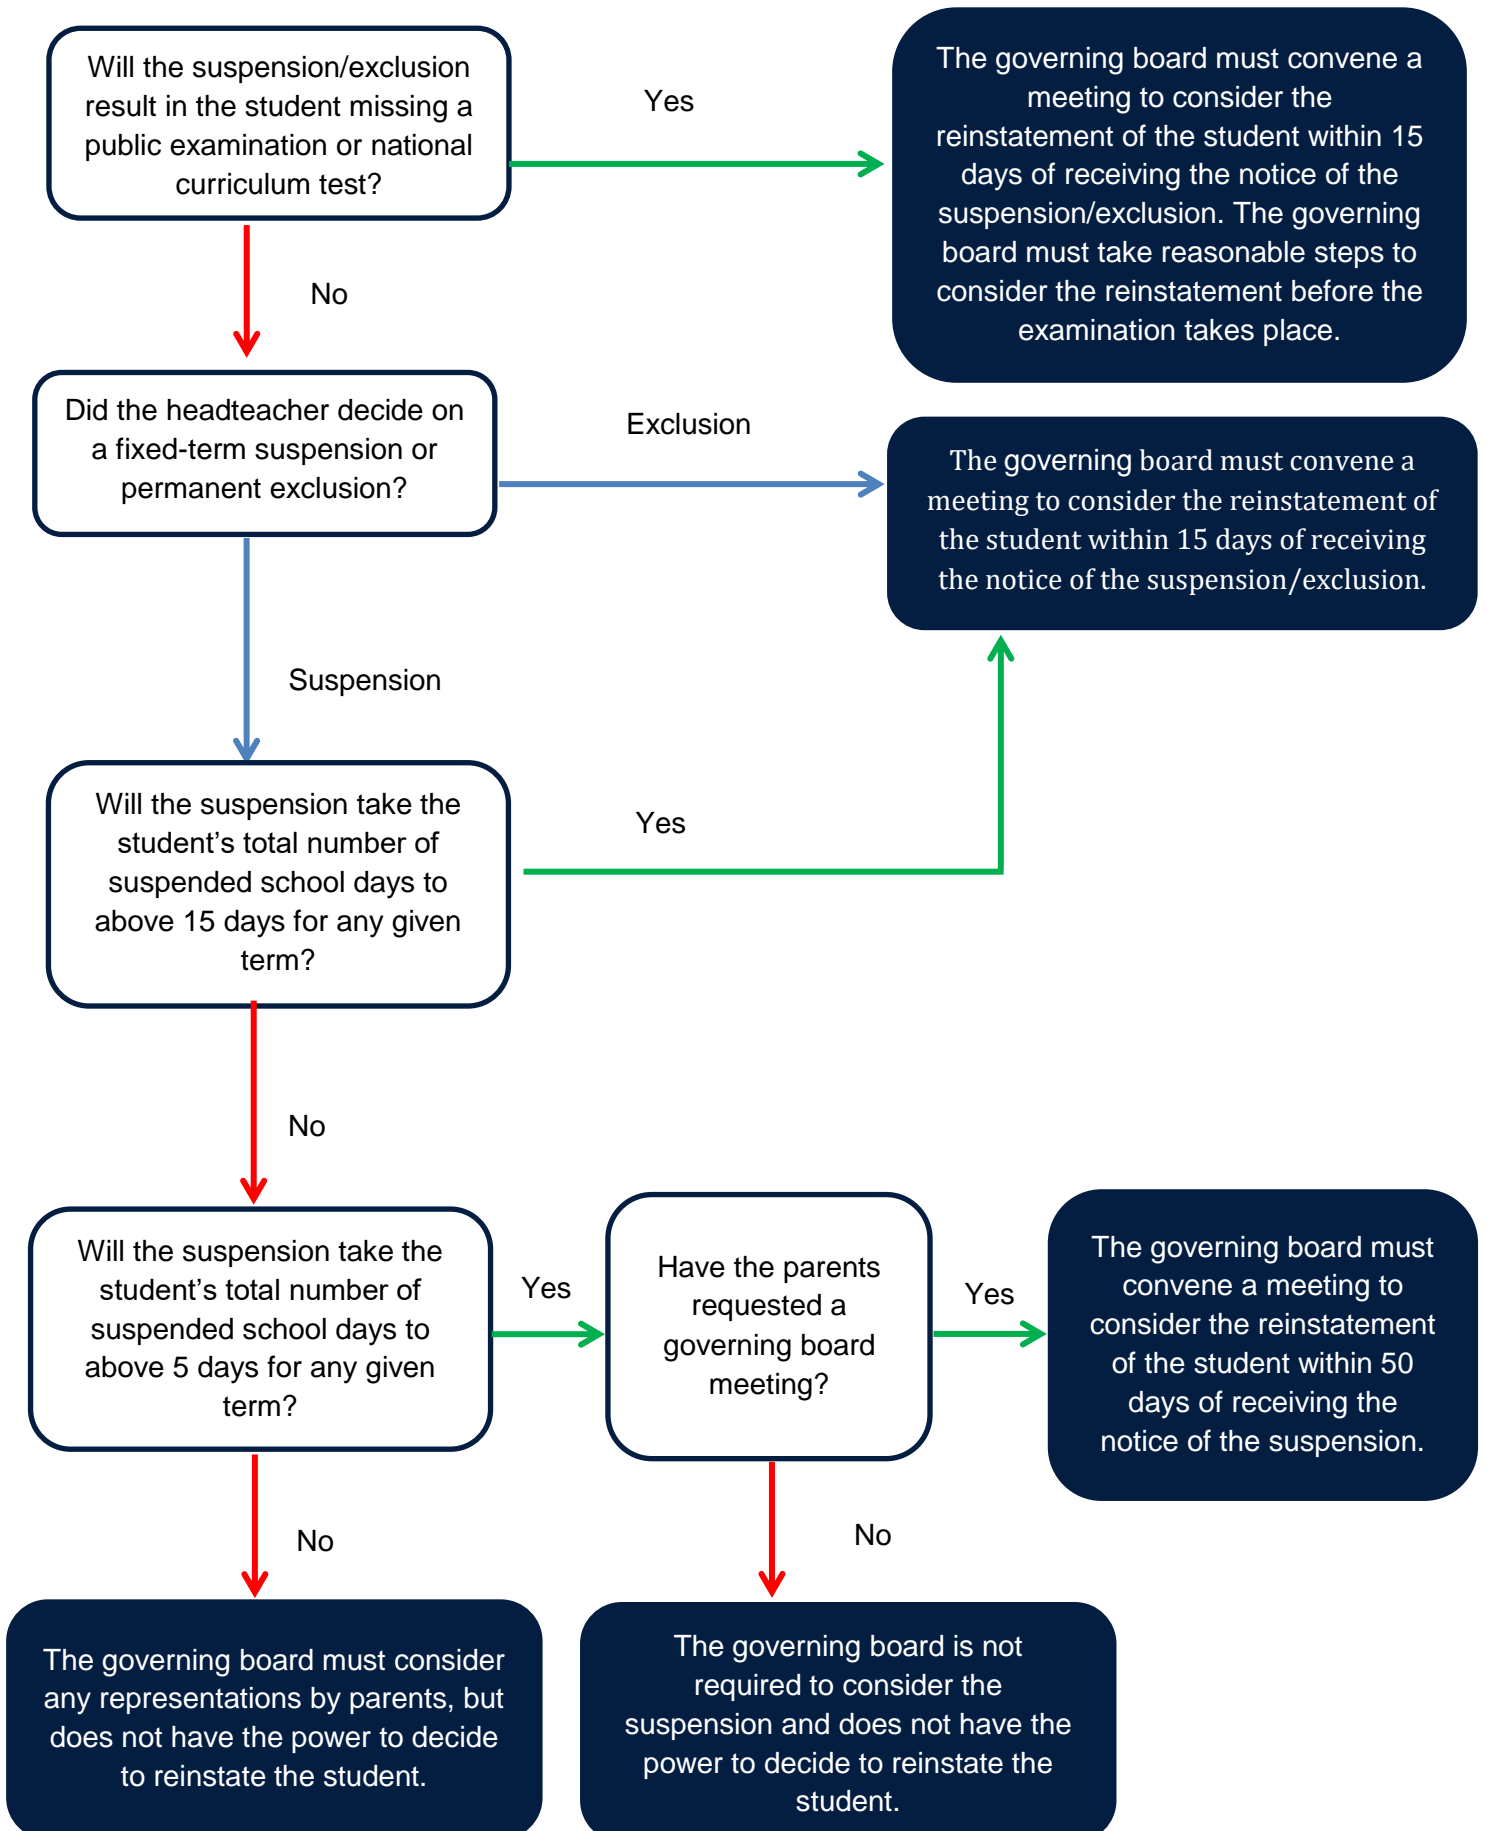 Will the suspension/exclusion
result in the student missing a
public examination or national
curriculum test?
Yes
The governing board must convene a
meeting to consider the
reinstatement of the student within 15
days of receiving the notice of the
suspension/exclusion. The governing
board must take reasonable steps to
consider the reinstatement before the
examination takes place.
No
Did the headteacher decide on
a fixed-term suspension or
permanent exclusion?
Exclusion
The governing board must convene a
meeting to consider the reinstatement of
the student within 15 days of receiving
the notice of the suspension/exclusion.
Suspension
Will the suspension take the
student’s total number of
suspended school days to
above 15 days for any given
term?
Yes
No
Will the suspension take the
student’s total number of
suspended school days to
above 5 days for any given
term?
Yes
Have the parents
requested a
governing board
meeting?
Yes
The governing board must
convene a meeting to
consider the reinstatement
of the student within 50
days of receiving the
notice of the suspension.
No
No
The governing board must consider
any representations by parents, but
does not have the power to decide
to reinstate the student.
The governing board is not
required to consider the
suspension and does not have the
power to decide to reinstate the
student.